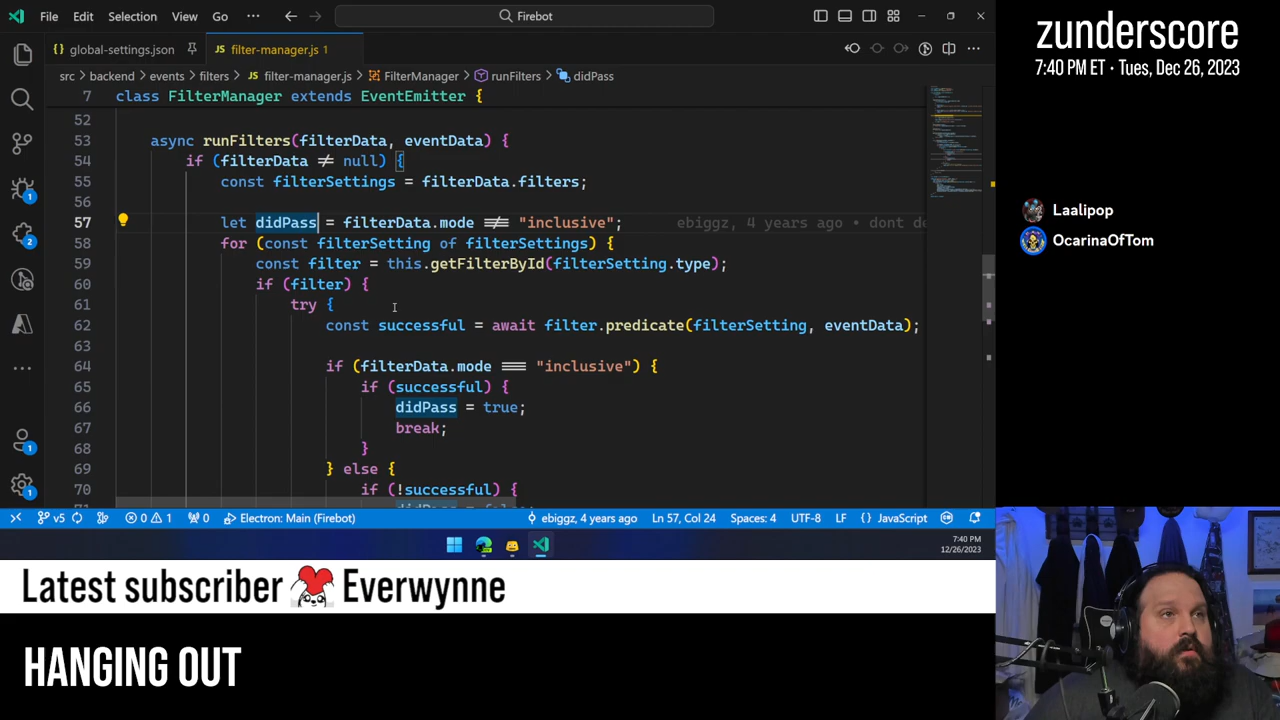 File Edit Selection View Go ··· Firebot
{} global-settings.json
JS filter-manager.js 1
src > backend > events > filters > JS filter-manager.js > FilterManager > runFilters > didPass
7 class FilterManager extends EventEmitter {
52
53 async runFilters(filterData, eventData) {
54 if (filterData ≠ null) {
55 const filterSettings = filterData.filters;
56
57 let didPass = filterData.mode !== "inclusive"; ebiggz, 4 years ago • dont de
58 for (const filterSetting of filterSettings) {
59 const filter = this.getFilterById(filterSetting.type);
60 if (filter) {
61 try {
62 const successful = await filter.predicate(filterSetting, eventData);
63
64 if (filterData.mode === "inclusive") {
65 if (successful) {
66 didPass = true;
67 break;
68 }
69 } else {
70 if (!successful) {
1
2
1
1
v5 0 1 0 Electron: Main (Firebot) ebiggz, 4 years ago Ln 57, Col 24 Spaces: 4 UTF-8 LF {} JavaScript
7:40 PM
12/26/2023
Latest subscriber Everwynne
HANGING OUT
zunderscore
7:40 PM ET • Tues, Dec 26, 2023
Laalipop
OcarinaOfTom